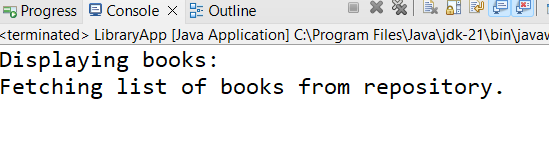 Progress Console × Outline
<terminated> LibraryApp [Java Application] C:\Program Files\Java\jdk-21\bin\javaw
Displaying books:
Fetching list of books from repository.